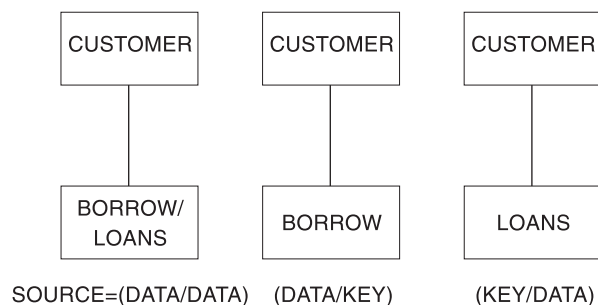 CUSTOMER
CUSTOMER
CUSTOMER
BORROW/
LOANS
BORROW
LOANS
SOURCE=(DATA/DATA)
(DATA/KEY)
(KEY/DATA)